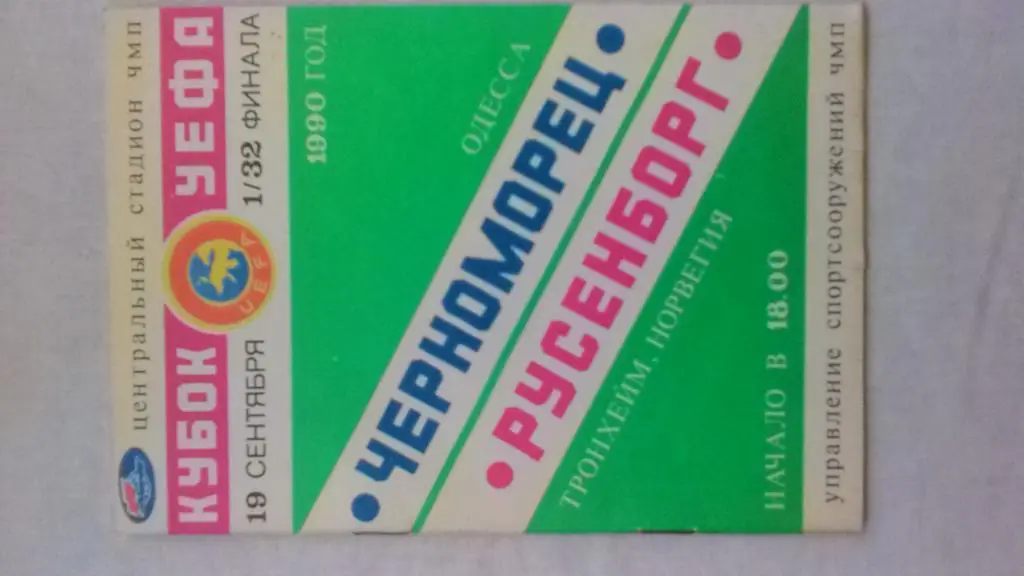 центральный стадион чмп
КУБОК УЕФА
UEFA
19 СЕНТЯБРЯ 1/32 ФИНАЛА
1990 ГОД
ОДЕССА
ЧЕРНОМОРЕЦ
РУСЕНБОРГ
ТРОНХЕЙМ, НОРВЕГИЯ
НАЧАЛО В 18.00
управление спортсооружений чмп